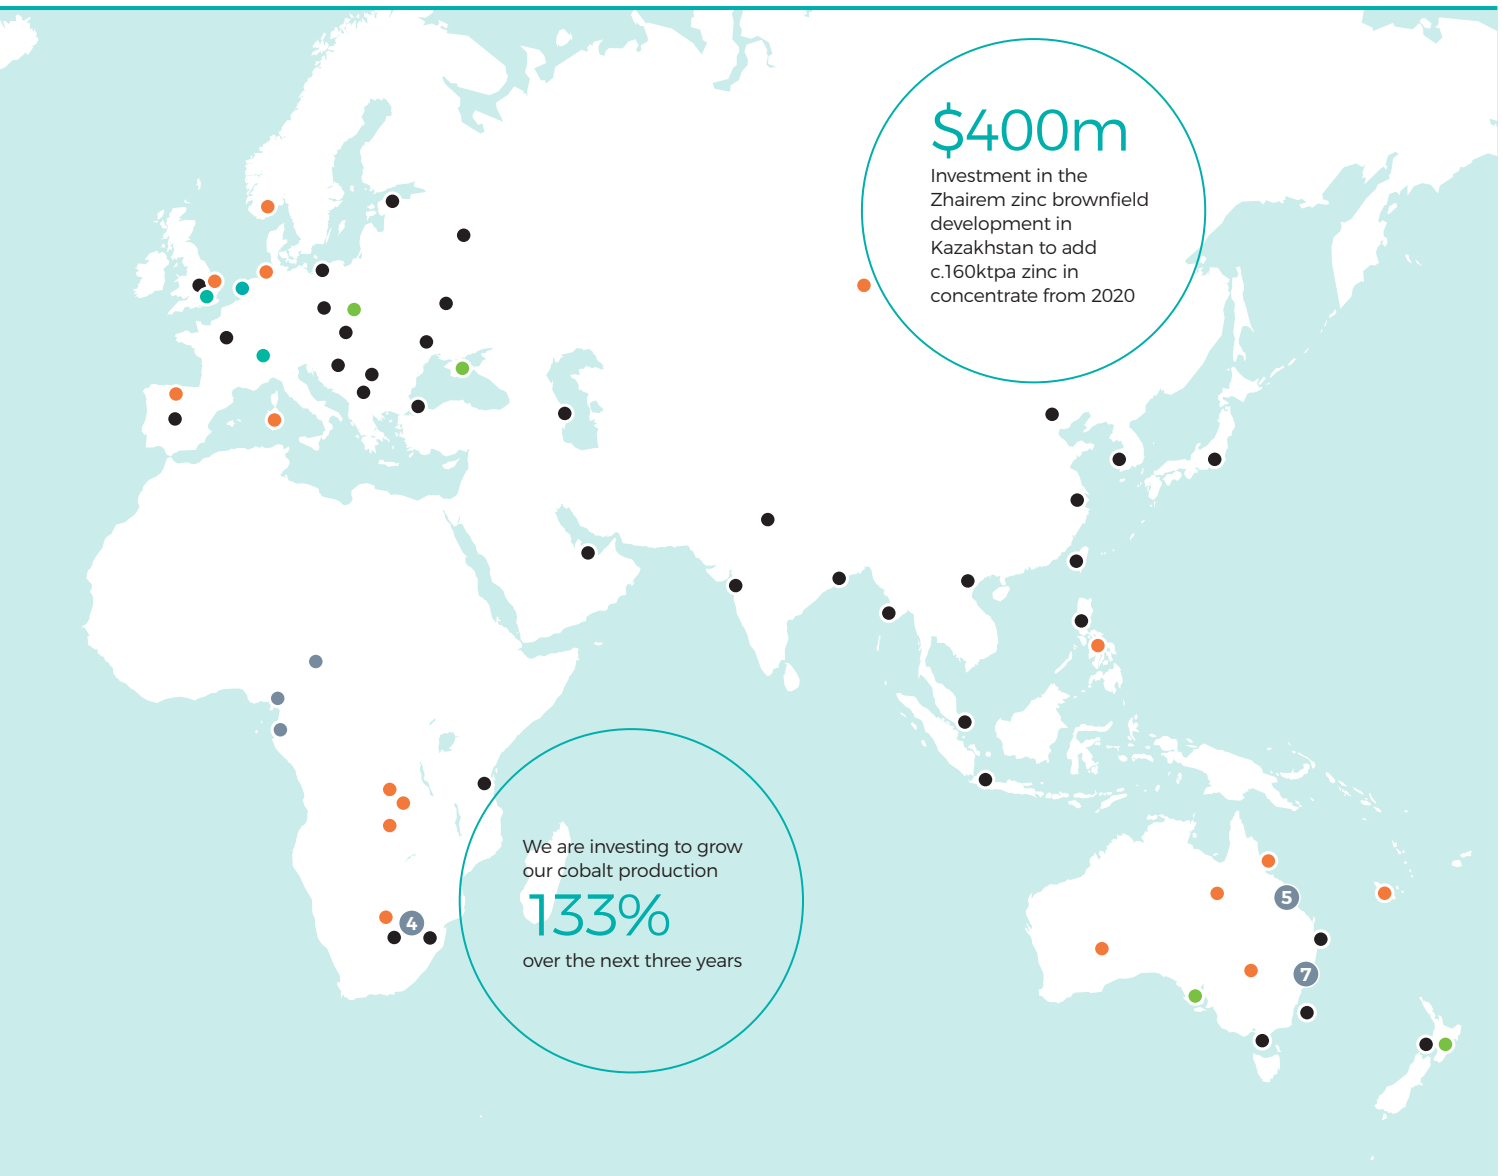 $400m
Investment in the
Zhairem zinc brownfield
development in
Kazakhstan to add
c.160ktpa zinc in
concentrate from 2020
We are investing to grow
our cobalt production
133%
over the next three years
4
5
7